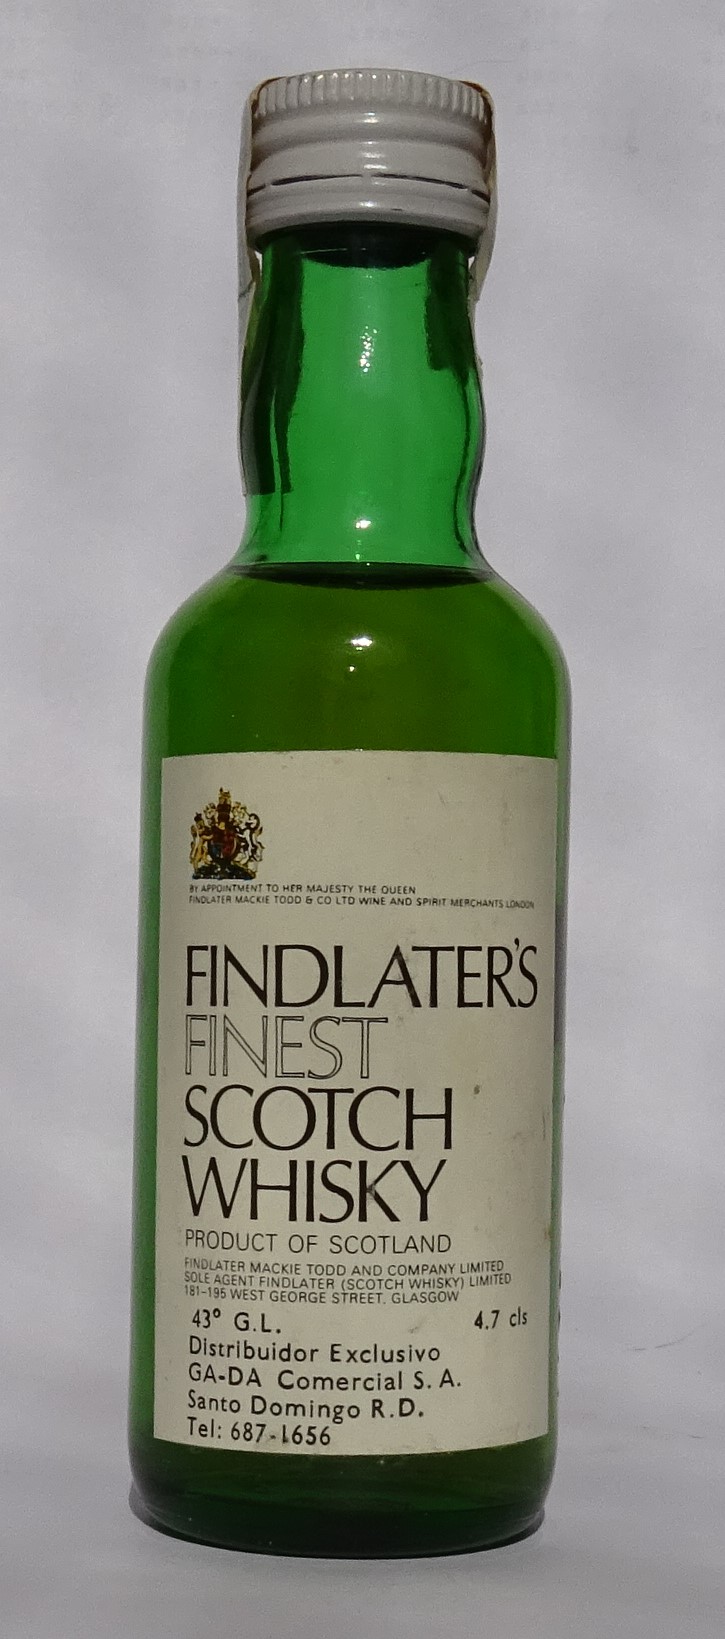 BY APPOINTMENT TO HER MAJESTY THE QUEEN
FINDLATER MACKIE TODD & CO LTD WINE AND SPIRIT MERCHANTS LONDON
FINDLATER'S
FINEST
SCOTCH
WHISKY
PRODUCT OF SCOTLAND
FINDLATER MACKIE TODD AND COMPANY LIMITED
SOLE AGENT FINDLATER (SCOTCH WHISKY) LIMITED
181-195 WEST GEORGE STREET. GLASGOW
43° G.L. 4.7 cls
Distribuidor Exclusivo
GA-DA Comercial S. A.
Santo Domingo R.D.
Tel: 687-1656